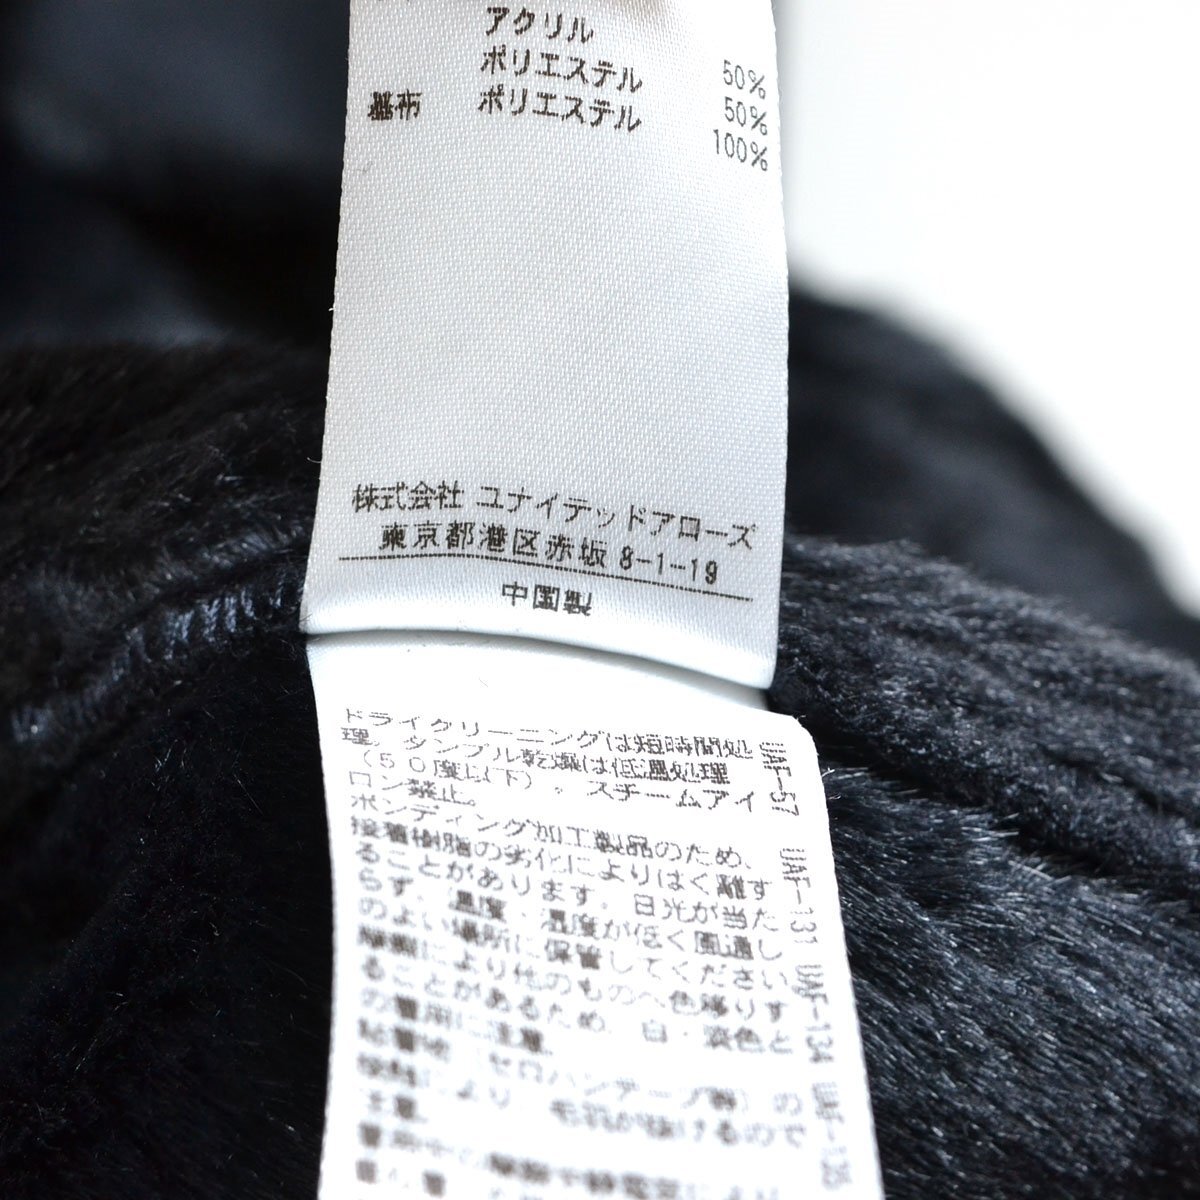 アクリル 50%
ポリエステル 50%
基布 ポリエステル 100%
株式会社 ユナイテッドアローズ
東京都港区赤坂 8-1-19
中国製
ドライクリーニングは短時間処
理。タンブル乾燥は低温処理
(50度以下)。スチームアイ
ロン禁止。
ボンディング加工製品のため、
接着樹脂の劣化によりはく離す
ることがあります。日光が当た
らず、温度・湿度が低く風通し
のよい場所に保管してください
摩擦により他のものへ色移りす
ることがあるため、白・淡色と
の着用に注意。
粘着物(セロハンテープ等)の
使用により、毛羽が抜けるので
注意。
UAF-57 UAF-131 UAF-134 UAF-135